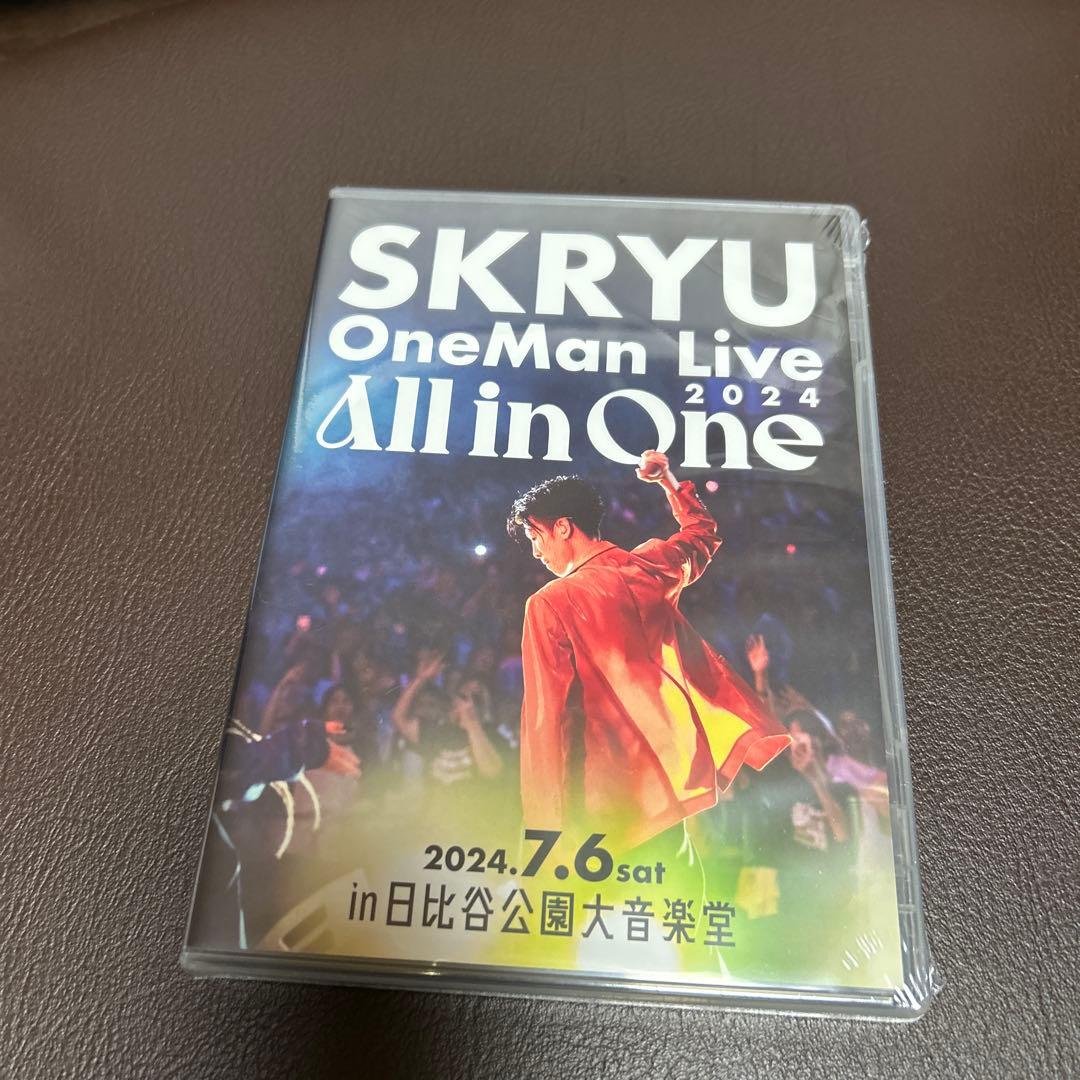 SKRYU
OneMan Live
2024
All in One
2024.7.6sat
in日比谷公園大音楽堂